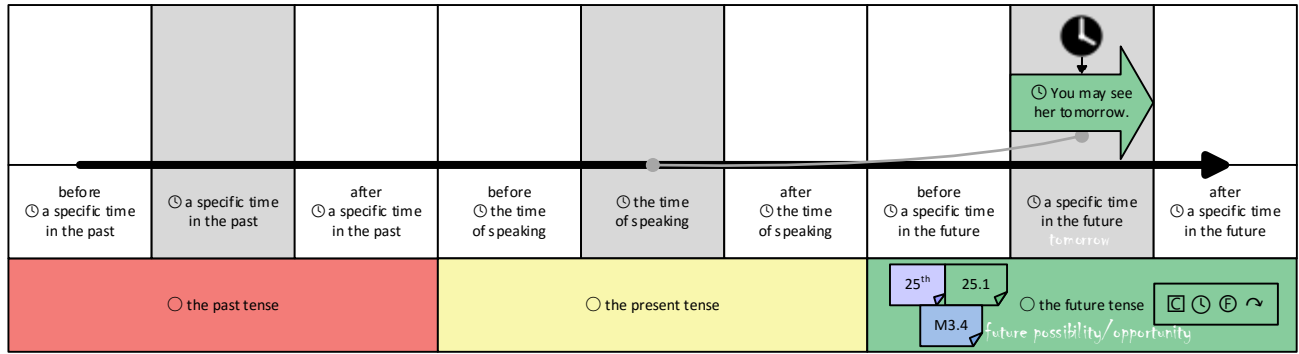 You may see
her tomorrow.
before
a specific time
in the past
a specific time
in the past
after
a specific time
in the past
before
the time
of speaking
the time
of speaking
after
the time
of speaking
before
a specific time
in the future
a specific time
in the future
tomorrow
after
a specific time
in the future
the past tense
the present tense
25th
25.1
M3.4
the future tense
C F
future possibility/opportunity